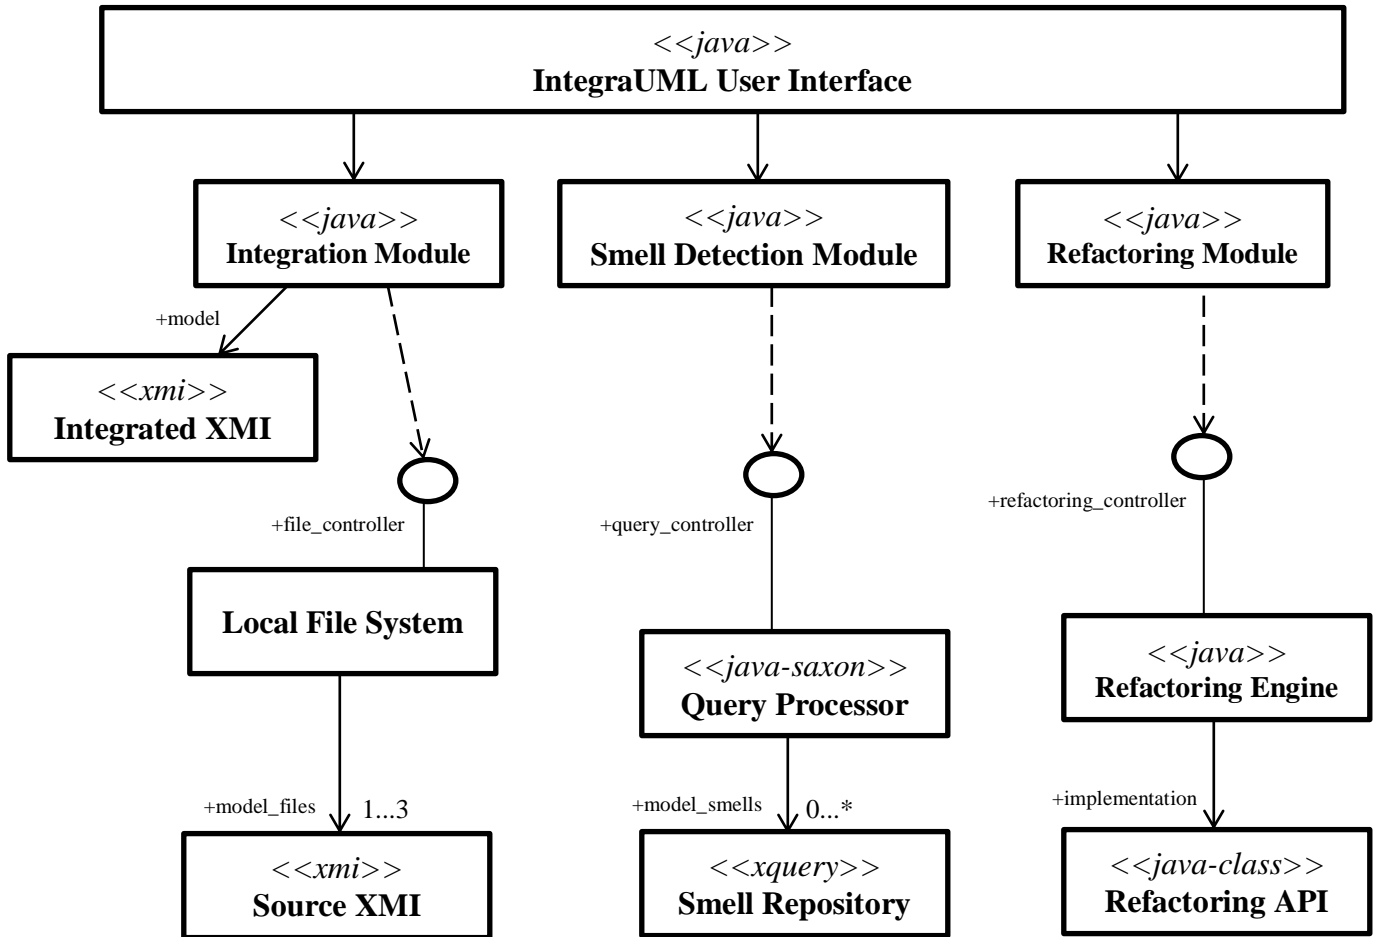 <<java>>
IntegraUML User Interface
<<java>>
Integration Module
<<java>>
Smell Detection Module
<<java>>
Refactoring Module
+model
<<xmi>>
Integrated XMI
+file_controller
+query_controller
+refactoring_controller
Local File System
<<java-saxon>>
Query Processor
<<java>>
Refactoring Engine
+model_files 1...3
+model_smells 0...*
+implementation
<<xmi>>
Source XMI
<<xquery>>
Smell Repository
<<java-class>>
Refactoring API